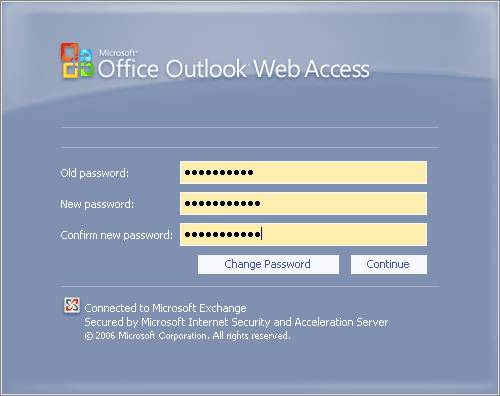 Microsoft®
Office Outlook® Web Access
Old password: ••••••••••
New password: •••••••••••
Confirm new password: •••••••••••
Change Password Continue
Connected to Microsoft Exchange
Secured by Microsoft Internet Security and Acceleration Server
© 2006 Microsoft Corporation. All rights reserved.